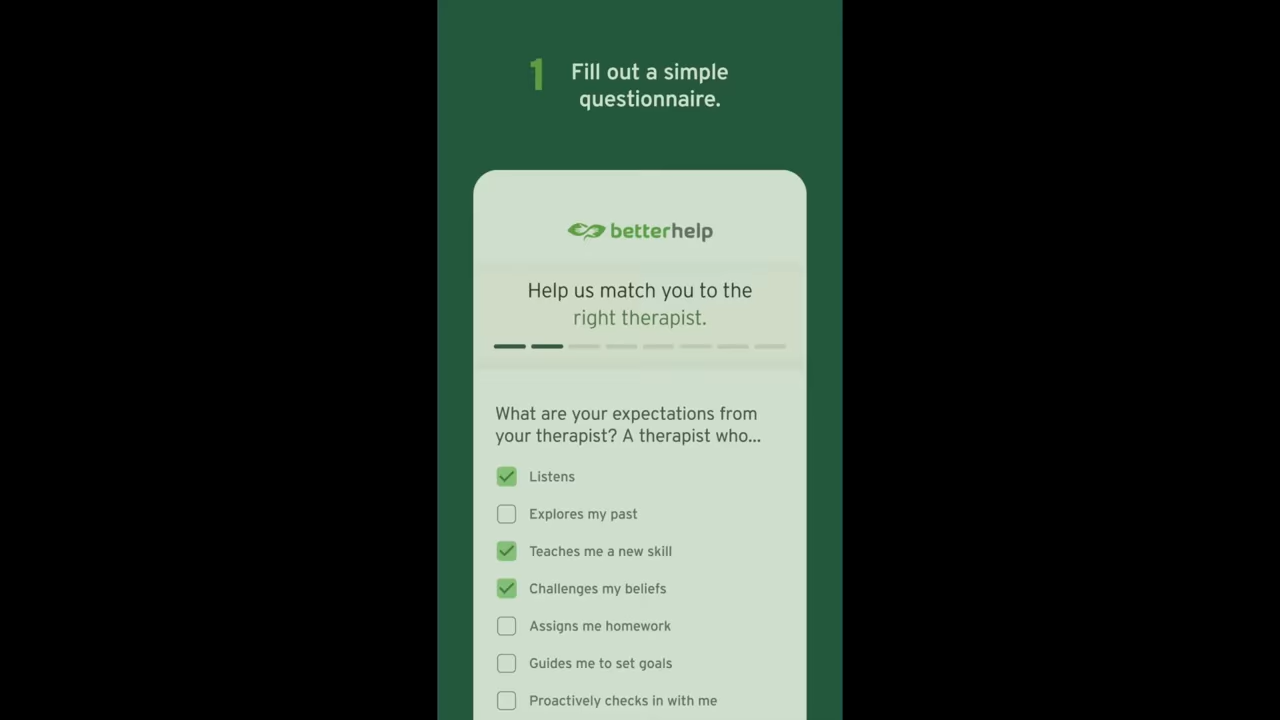 1 Fill out a simple
questionnaire.
betterhelp
Help us match you to the
right therapist.
What are your expectations from
your therapist? A therapist who...
Listens
Explores my past
Teaches me a new skill
Challenges my beliefs
Assigns me homework
Guides me to set goals
Proactively checks in with me